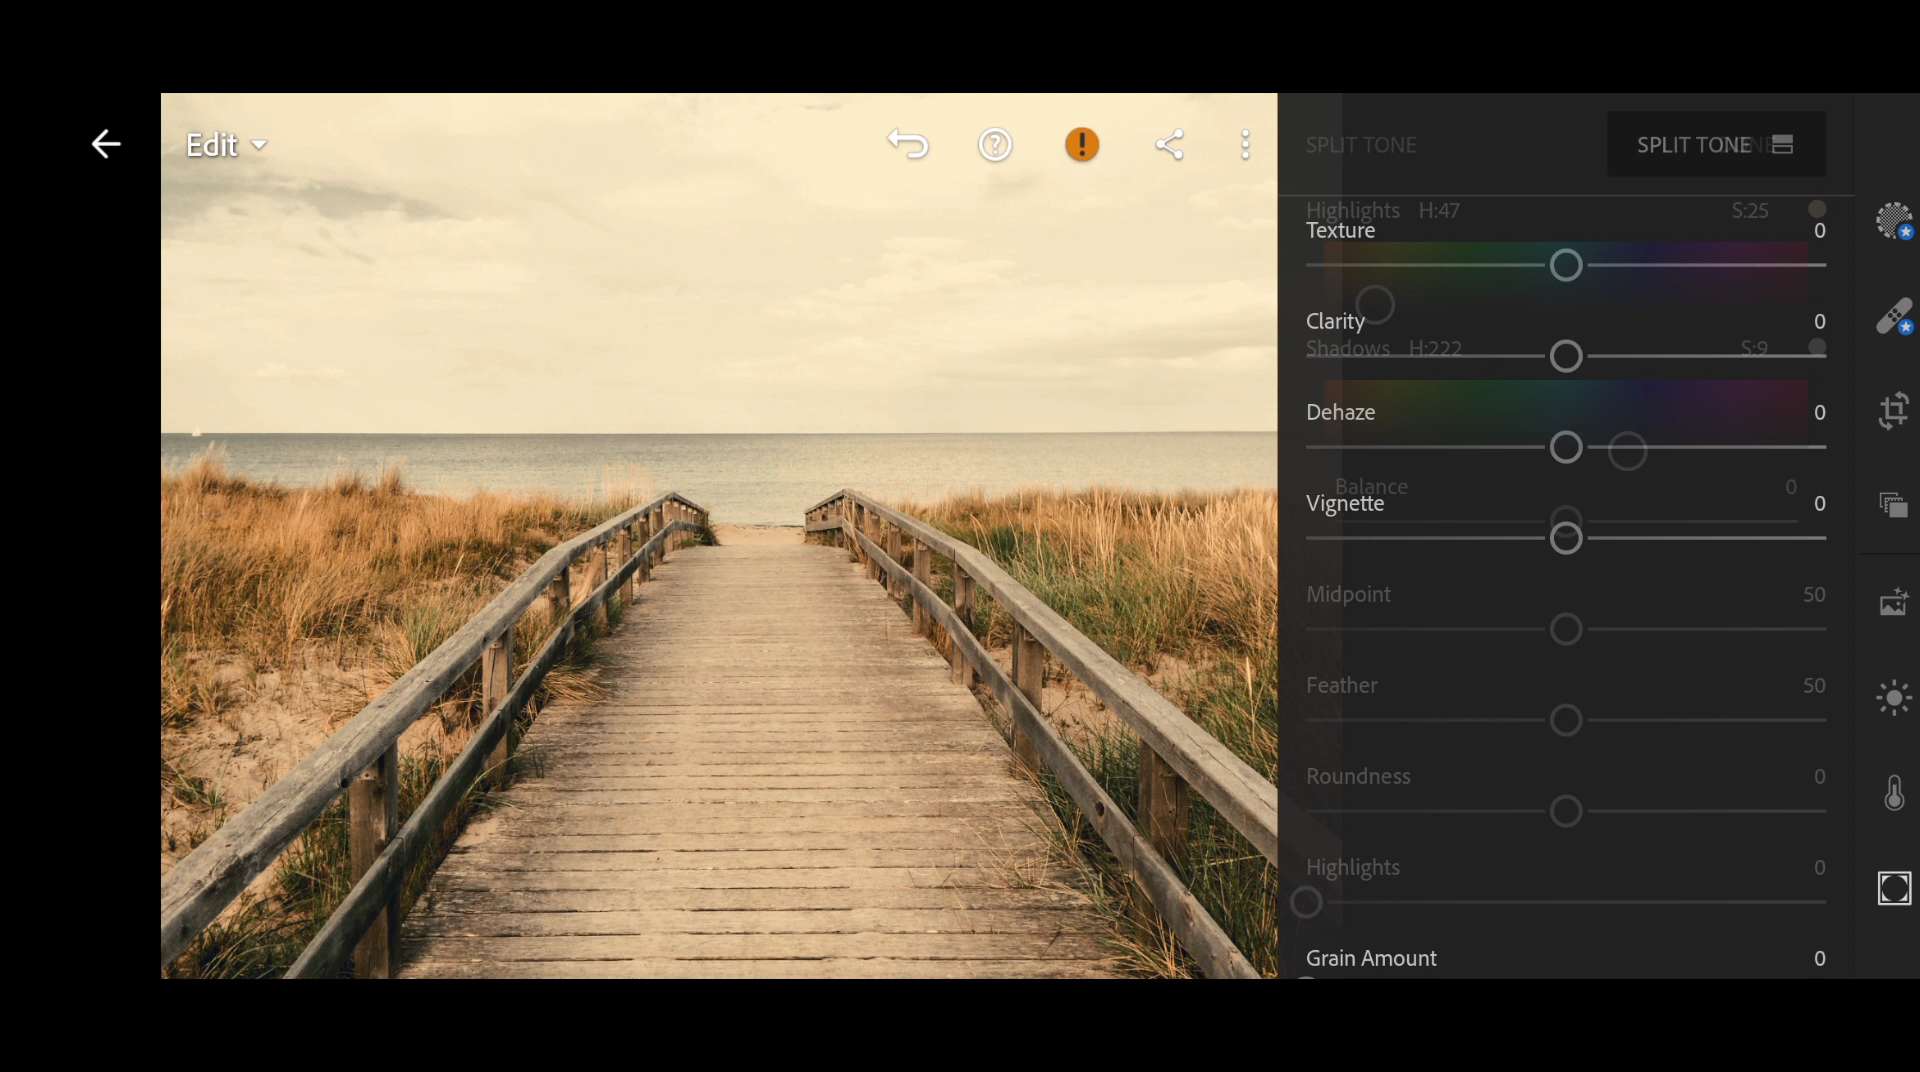 Edit
SPLIT TONE
SPLIT TONE
Highlights H:47 S:25
Texture 0
Clarity 0
Shadows H:222 S:9
Dehaze 0
Balance 0
Vignette 0
Midpoint 50
Feather 50
Roundness 0
Highlights 0
Grain Amount 0